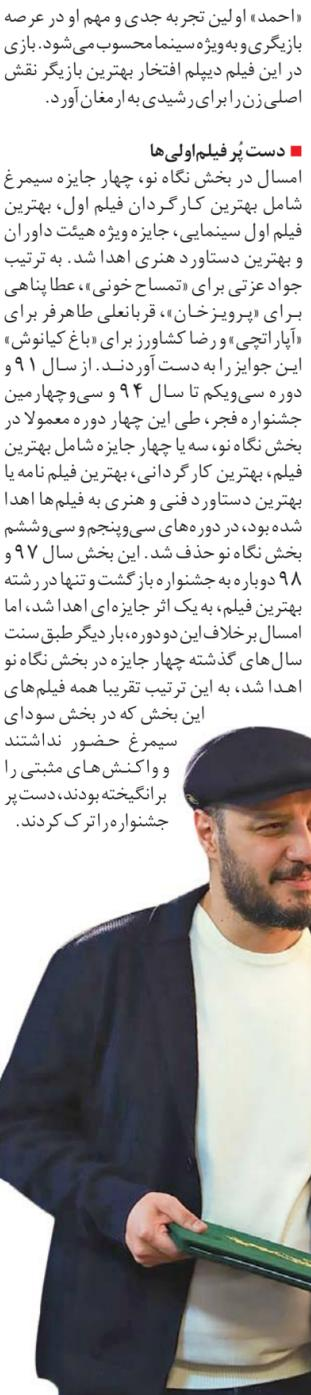 «احمد» اولین تجربه جدی و مهم او در عرصه
بازیگری و به‌ویژه سینما محسوب می‌شود. بازی
در این فیلم دیپلم افتخار بهترین بازیگر نقش
اصلی زن را برای رشیدی به ارمغان آورد.
دست پُر فیلم‌اولی‌ها
امسال در بخش نگاه نو، چهار جایزه سیمرغ
شامل بهترین کارگردان فیلم اول، بهترین
فیلم اول سینمایی، جایزه ویژه هیئت داوران
و بهترین دستاورد هنری اهدا شد. به ترتیب
جواد عزتی برای «تمساح خونی»، عطا پناهی
برای «پرویزخان»، قربانعلی طاهرفر برای
«آپاراتچی» و رضا کشاورز برای «باغ کیانوش»
این جوایز را به دست آوردند. از سال ۹۱ و
دوره سی‌ویکم تا سال ۹۴ و سی‌وچهارمین
جشنواره فجر، طی این چهار دوره معمولا در
بخش نگاه نو، سه یا چهار جایزه شامل بهترین
فیلم، بهترین کارگردانی، بهترین فیلم نامه یا
بهترین دستاورد فنی و هنری به فیلم‌ها اهدا
شده بود، در دوره‌های سی‌وپنجم و سی‌وششم
بخش نگاه نو حذف شد. این بخش سال ۹۷ و
۹۸ دوباره به جشنواره بازگشت و تنها در رشته
بهترین فیلم، به یک اثر جایزه‌ای اهدا شد، اما
امسال برخلاف این دو دوره، بار دیگر طبق سنت
سال‌های گذشته چهار جایزه در بخش نگاه نو
اهدا شد، به این ترتیب تقریبا همه فیلم‌های
این بخش که در بخش سودای
سیمرغ حضور نداشتند
و واکنش‌های مثبتی را
برانگیخته بودند، دست پر
جشنواره را ترک کردند.